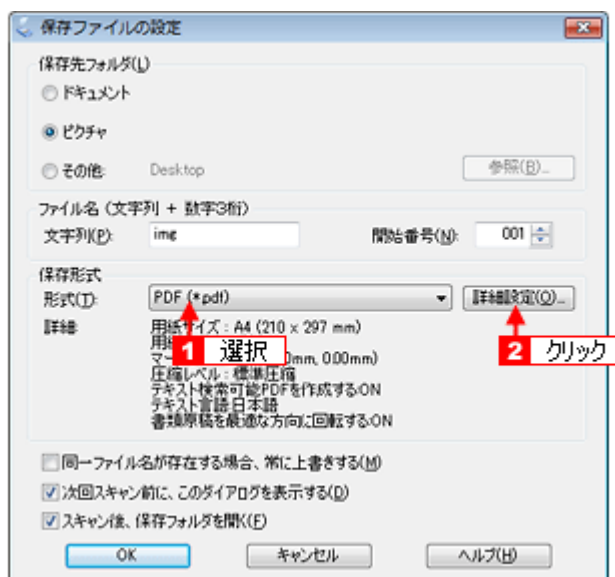 保存ファイルの設定
保存先フォルダ(L)
ドキュメント
ピクチャ
その他: Desktop 参照(B)...
ファイル名 (文字列 + 数字3桁)
文字列(P): img 開始番号(N): 001
保存形式
形式(T): PDF (*.pdf) 詳細設定(O)...
詳細: 用紙サイズ : A4 (210 x 297 mm)
1 選択
2 クリック
mm, 0.00mm)
圧縮レベル : 標準圧縮
テキスト検索可能PDFを作成する:ON
テキスト言語:日本語
書類原稿を最適な方向に回転する:ON
同一ファイル名が存在する場合、常に上書きする(M)
次回スキャン前に、このダイアログを表示する(D)
スキャン後、保存フォルダを開く(F)
OK キャンセル ヘルプ(H)